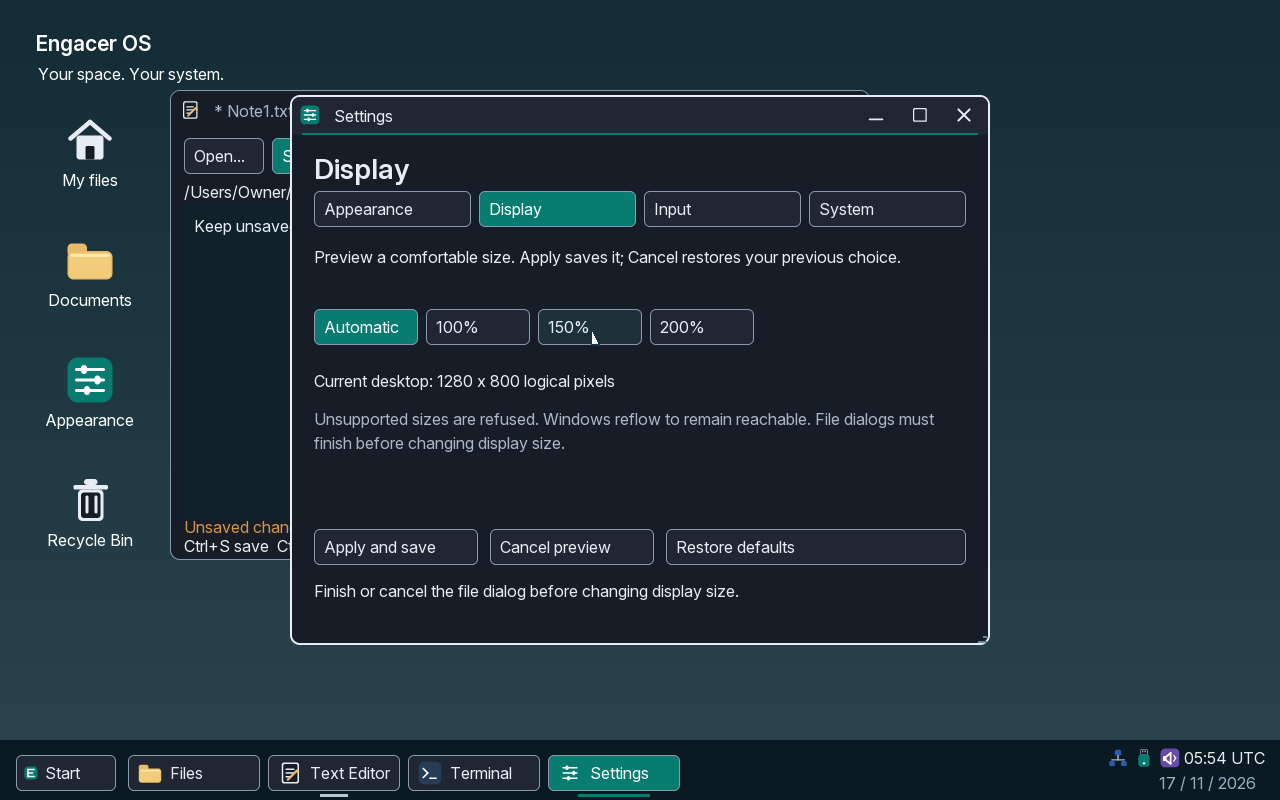 Engacer OS
Your space. Your system.
My files
Documents
Appearance
Recycle Bin
* Note1.txt
Open...
/Users/Owner/
Keep
Unsaved
Ctrl+S save
Settings
Display
Appearance
Display
Input
System
Preview a comfortable size. Apply saves it; Cancel restores your previous choice.
Automatic
100%
150%
200%
Current desktop: 1280 x 800 logical pixels
Unsupported sizes are refused. Windows reflow to remain reachable. File dialogs must
finish before changing display size.
Apply and save
Cancel preview
Restore defaults
Finish or cancel the file dialog before changing display size.
Start
Files
Text Editor
Terminal
Settings
05:54 UTC
17 / 11 / 2026